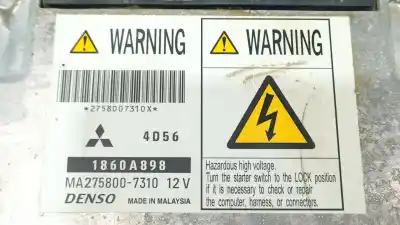 WARNING
*2758007310X*
4D56
1860A898
MA275800-7310 12V
DENSO MADE IN MALAYSIA
WARNING
Hazardous high voltage.
Turn the starter switch to the LOCK position
if it is necessary to check or repair
the computer, harness, or connectors.